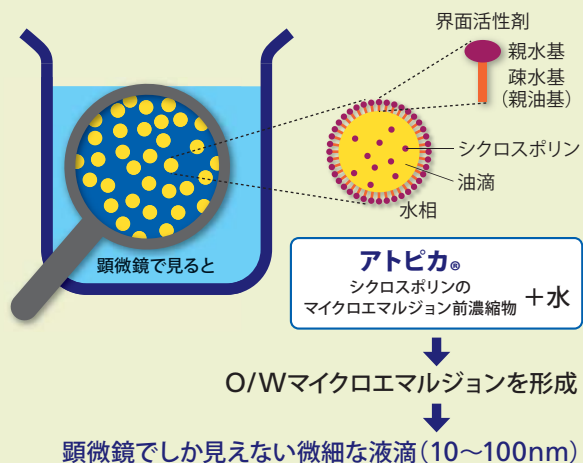 界面活性剤
親水基
疎水基
(親油基)
シクロスポリン
油滴
水相
顕微鏡で見ると
アトピカ®
シクロスポリンの
マイクロエマルジョン前濃縮物
+水
O/Wマイクロエマルジョンを形成
顕微鏡でしか見えない微細な液滴(10〜100nm)